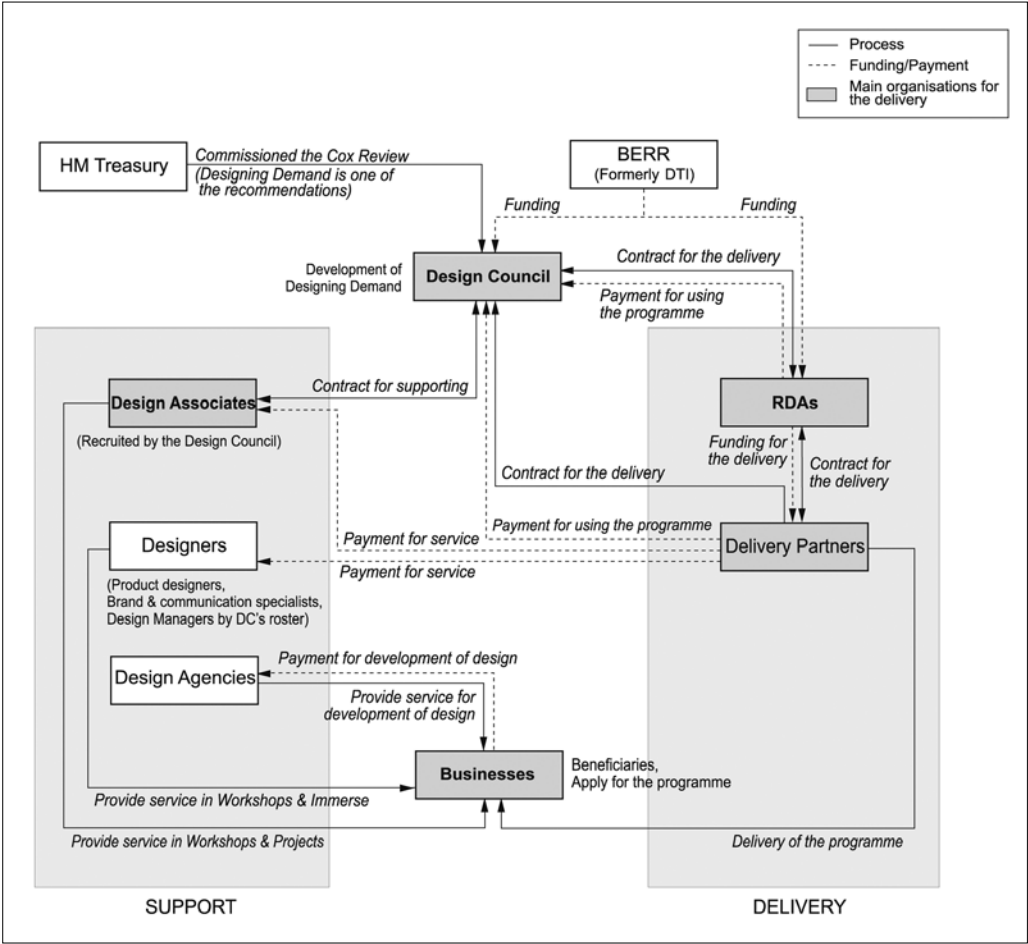 Process
Funding/Payment
Main organisations for
the delivery
HM Treasury
Commissioned the Cox Review
(Designing Demand is one of
the recommendations)
BERR
(Formerly DTI)
Funding
Funding
Development of
Designing Demand
Design Council
Contract for the delivery
Payment for using
the programme
Contract for supporting
Design Associates
(Recruited by the Design Council)
RDAs
Funding for
the delivery
Contract for
the delivery
Contract for the delivery
Payment for using the programme
Payment for service
Delivery Partners
Designers
Payment for service
(Product designers,
Brand & communication specialists,
Design Managers by DC's roster)
Payment for development of design
Design Agencies
Provide service for
development of design
Businesses
Beneficiaries,
Apply for the programme
Provide service in Workshops & Immerse
Provide service in Workshops & Projects
Delivery of the programme
SUPPORT
DELIVERY